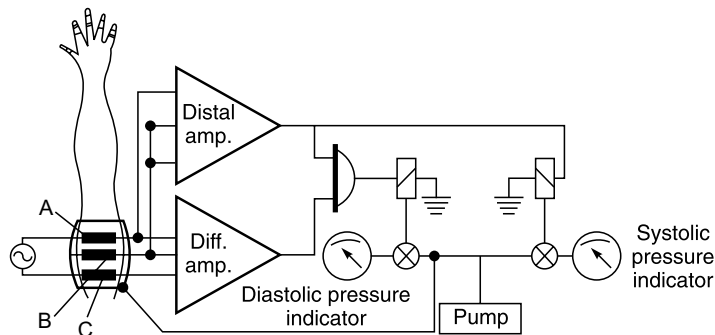 Distal
amp.
A
Diff.
amp.
Systolic
pressure
indicator
Diastolic pressure
indicator
Pump
B
C